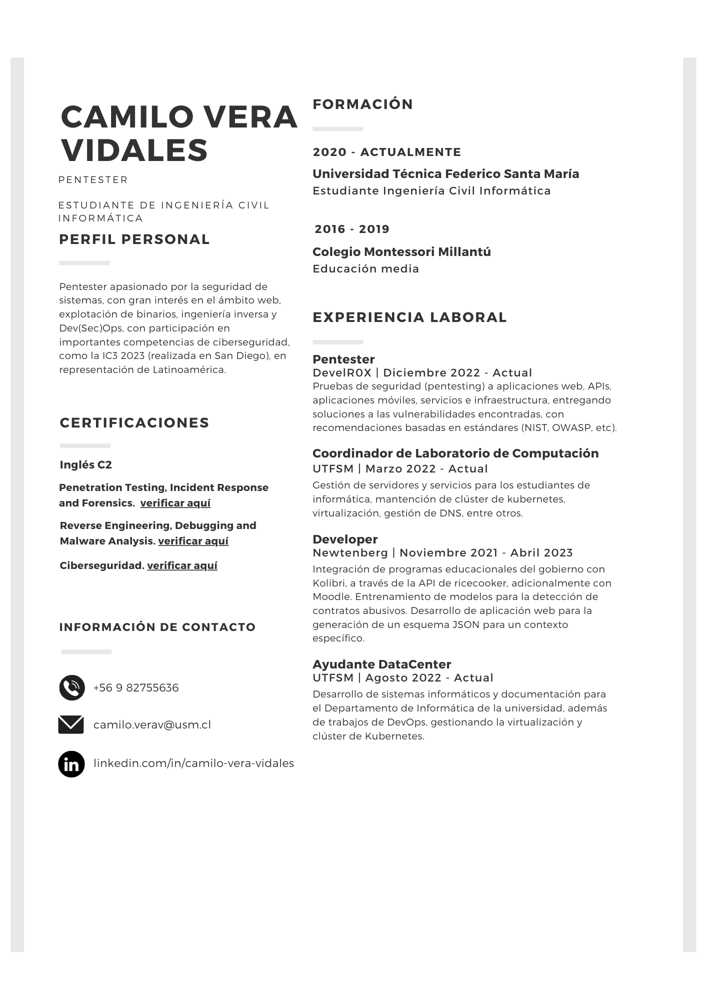 CAMILO VERA
VIDALES
PENTESTER
ESTUDIANTE DE INGENIERÍA CIVIL
INFORMÁTICA
PERFIL PERSONAL
Pentester apasionado por la seguridad de
sistemas, con gran interés en el ámbito web,
explotación de binarios, ingeniería inversa y
Dev(Sec)Ops, con participación en
importantes competencias de ciberseguridad,
como la IC3 2023 (realizada en San Diego), en
representación de Latinoamérica.
CERTIFICACIONES
Inglés C2
Penetration Testing, Incident Response
and Forensics. verificar aquí
Reverse Engineering, Debugging and
Malware Analysis. verificar aquí
Ciberseguridad. verificar aquí
INFORMACIÓN DE CONTACTO
+56 9 82755636
camilo.verav@usm.cl
linkedin.com/in/camilo-vera-vidales
FORMACIÓN
2020 - ACTUALMENTE
Universidad Técnica Federico Santa María
Estudiante Ingeniería Civil Informática
2016 - 2019
Colegio Montessori Millantú
Educación media
EXPERIENCIA LABORAL
Pentester
DevelR0X | Diciembre 2022 - Actual
Pruebas de seguridad (pentesting) a aplicaciones web, APIs,
aplicaciones móviles, servicios e infraestructura, entregando
soluciones a las vulnerabilidades encontradas, con
recomendaciones basadas en estándares (NIST, OWASP, etc).
Coordinador de Laboratorio de Computación
UTFSM | Marzo 2022 - Actual
Gestión de servidores y servicios para los estudiantes de
informática, mantención de clúster de kubernetes,
virtualización, gestión de DNS, entre otros.
Developer
Newtenberg | Noviembre 2021 - Abril 2023
Integración de programas educacionales del gobierno con
Kolibri, a través de la API de ricecooker, adicionalmente con
Moodle. Entrenamiento de modelos para la detección de
contratos abusivos. Desarrollo de aplicación web para la
generación de un esquema JSON para un contexto
específico.
Ayudante DataCenter
UTFSM | Agosto 2022 - Actual
Desarrollo de sistemas informáticos y documentación para
el Departamento de Informática de la universidad, además
de trabajos de DevOps, gestionando la virtualización y
clúster de Kubernetes.